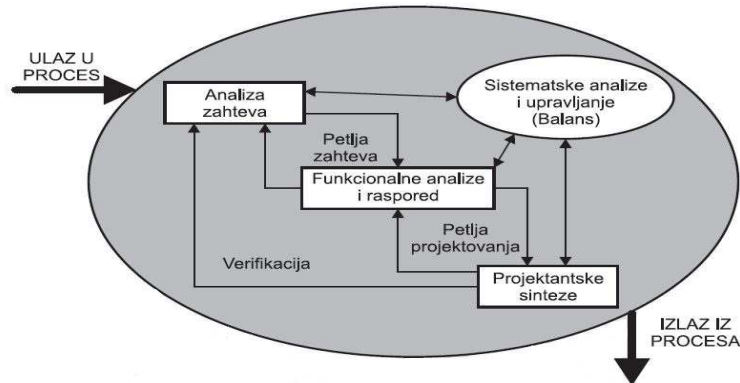 ULAZ U
PROCES
Analiza
zahteva
Sistematske analize
i upravljanje
(Balans)
Petlja
zahteva
Funkcionalne analize
i raspored
Petlja
projektovanja
Verifikacija
Projektantske
sinteze
IZLAZ IZ
PROCESA